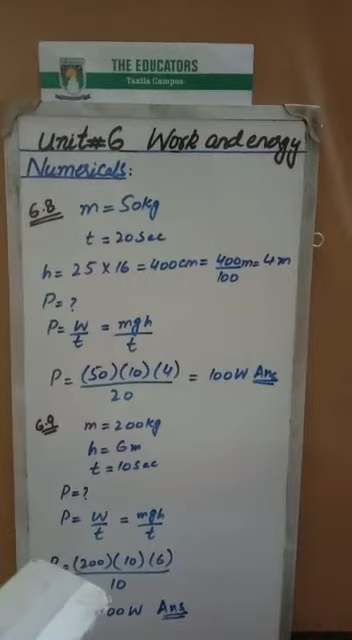 THE EDUCATORS
Taxila Campus
Unit#6 Work and energy
Numericals:
6.8 m = 50kg
t = 20sec
h = 25 × 16 = 400cm = 400m/100 = 4m
P = ?
P = W/t = mgh/t
P = (50)(10)(4)/20 = 100W Ans
6.9 m = 200kg
h = 6m
t = 10sec
P = ?
P = W/t = mgh/t
P = (200)(10)(6)/10
00W Ans